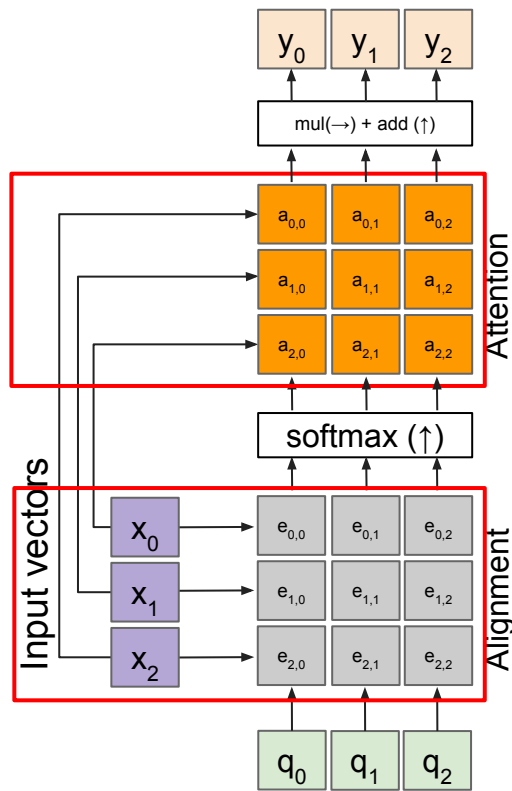 y0 y1 y2
mul(→) + add (↑)
a0,0 a0,1 a0,2
a1,0 a1,1 a1,2
a2,0 a2,1 a2,2
Attention
softmax (↑)
Input vectors
x0 e0,0 e0,1 e0,2
x1 e1,0 e1,1 e1,2
x2 e2,0 e2,1 e2,2
Alignment
q0 q1 q2